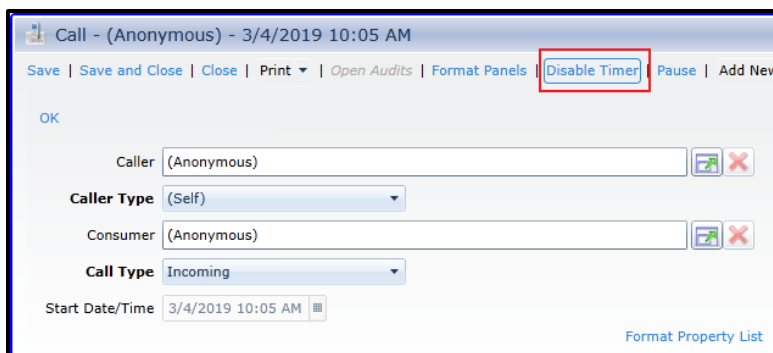 Call - (Anonymous) - 3/4/2019 10:05 AM
Save | Save and Close | Close | Print | Open Audits | Format Panels | Disable Timer | Pause | Add New
OK
Caller (Anonymous)
Caller Type (Self)
Consumer (Anonymous)
Call Type Incoming
Start Date/Time 3/4/2019 10:05 AM
Format Property List